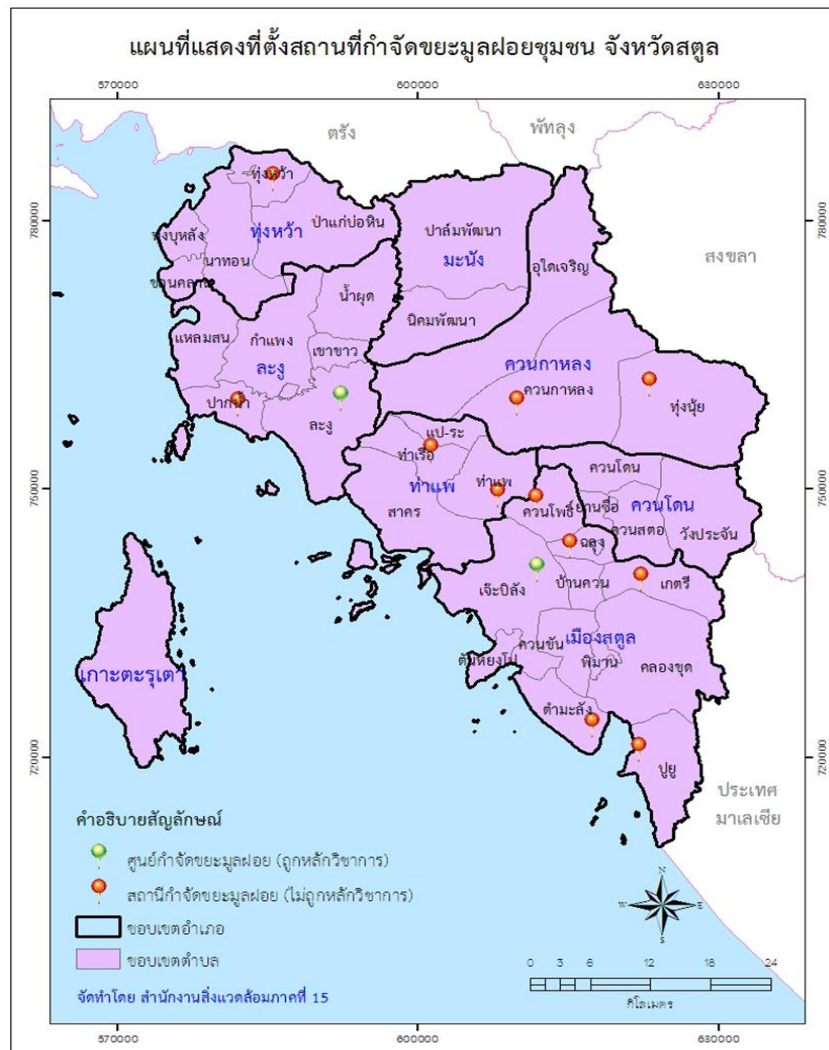 แผนที่แสดงที่ตั้งสถานที่กำจัดขยะมูลฝอยชุมชน จังหวัดสตูล
570000 600000 630000
ตรัง
พัทลุง
ทุ่งหว้า
780000 780000
ทุ่งบุหลัง
ทุ่งหว้า
ป่าแก่บ่อหิน
ปาล์มพัฒนา
มะนัง
อุใดเจริญ
สงขลา
นาทอน
ขอนคลาน
น้ำผุด
แหลมสน
กำแพง
นิคมพัฒนา
เขาขาว
ละงู
ควนกาหลง
ควนกาหลง
ทุ่งนุ้ย
ปากน้ำ
ละงู
แป-ระ
ท่าเรือ
ท่าแพ
ท่าแพ
ควนโดน
750000 750000
สาคร
ควนโพธิ์
ย่านซื่อ
ควนโดน
ควนสตอ
วังประจัน
ฉลุง
เจ๊ะบิลัง
บ้านควน
เกตรี
เมืองสตูล
ควนขัน
ตันหยงโป
พิมาน
คลองขุด
เกาะตะรุเตา
ตำมะลัง
720000 720000
ปูยู
ประเทศ
มาเลเซีย
คำอธิบายสัญลักษณ์
ศูนย์กำจัดขยะมูลฝอย (ถูกหลักวิชาการ)
สถานีกำจัดขยะมูลฝอย (ไม่ถูกหลักวิชาการ)
ขอบเขตอำเภอ
ขอบเขตตำบล
จัดทำโดย สำนักงานสิ่งแวดล้อมภาคที่ 15
N
W E
S
0 3 6 12 18 24
กิโลเมตร
570000 600000 630000